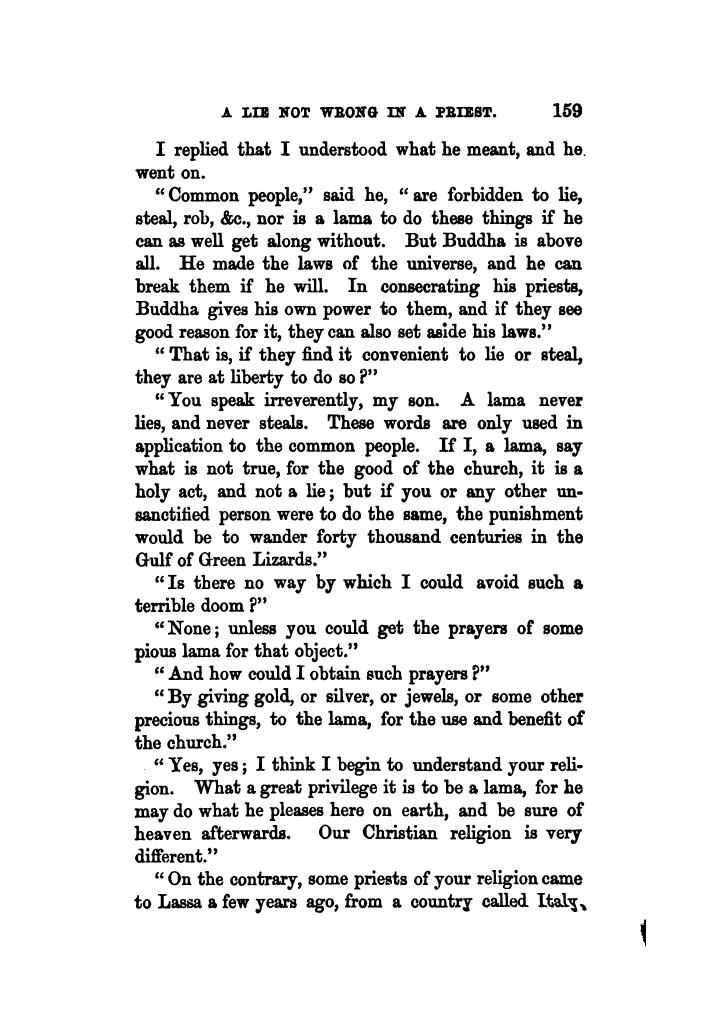 A LIE NOT WRONG IN A PRIEST. 159
I replied that I understood what he meant, and he
went on.
“Common people,” said he, “are forbidden to lie,
steal, rob, &c., nor is a lama to do these things if he
can as well get along without. But Buddha is above
all. He made the laws of the universe, and he can
break them if he will. In consecrating his priests,
Buddha gives his own power to them, and if they see
good reason for it, they can also set aside his laws.”
“That is, if they find it convenient to lie or steal,
they are at liberty to do so?”
“You speak irreverently, my son. A lama never
lies, and never steals. These words are only used in
application to the common people. If I, a lama, say
what is not true, for the good of the church, it is a
holy act, and not a lie; but if you or any other un-
sanctified person were to do the same, the punishment
would be to wander forty thousand centuries in the
Gulf of Green Lizards.”
“Is there no way by which I could avoid such a
terrible doom?”
“None; unless you could get the prayers of some
pious lama for that object.”
“And how could I obtain such prayers?”
“By giving gold, or silver, or jewels, or some other
precious things, to the lama, for the use and benefit of
the church.”
“Yes, yes; I think I begin to understand your reli-
gion. What a great privilege it is to be a lama, for he
may do what he pleases here on earth, and be sure of
heaven afterwards. Our Christian religion is very
different.”
“On the contrary, some priests of your religion came
to Lassa a few years ago, from a country called Italy,